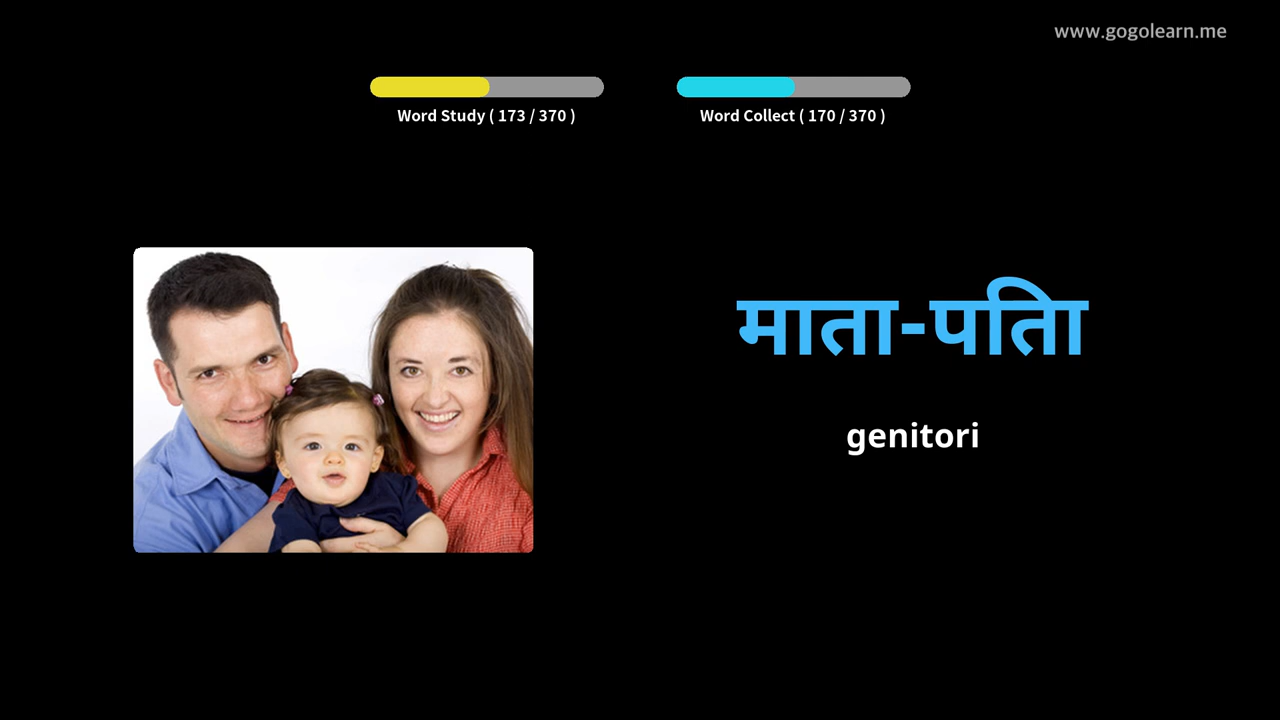 www.gogolearn.me
Word Study ( 173 / 370 )
Word Collect ( 170 / 370 )
माता-पिता
genitori